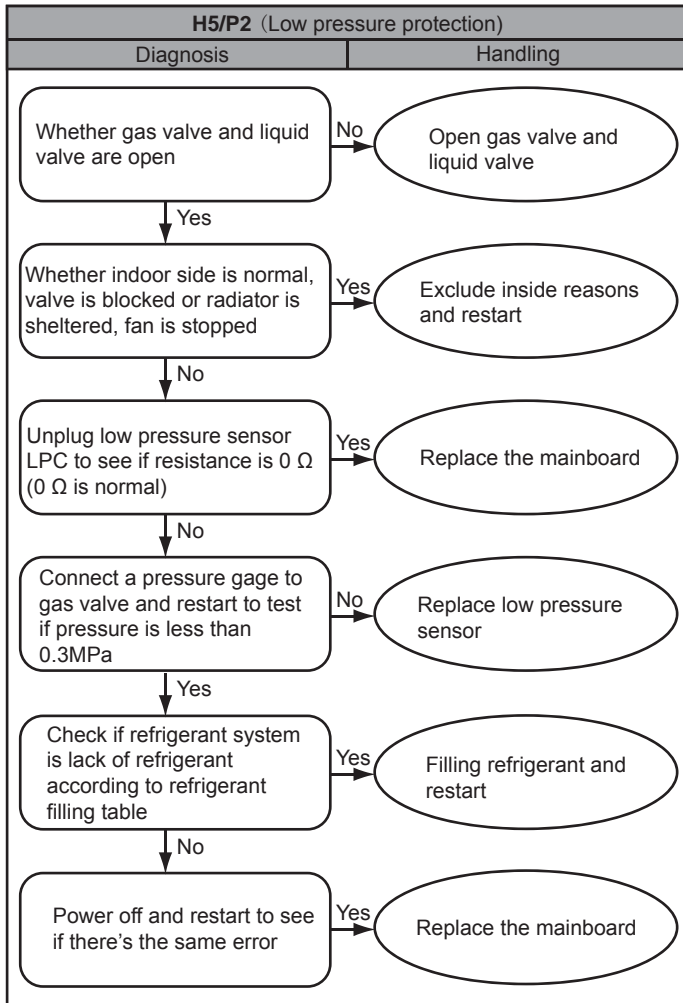 H5/P2（Low pressure protection)
Diagnosis
Handling
Whether gas valve and liquid
valve are open
No
Open gas valve and
liquid valve
Yes
Whether indoor side is normal,
valve is blocked or radiator is
sheltered, fan is stopped
Yes
Exclude inside reasons
and restart
No
Unplug low pressure sensor
LPC to see if resistance is 0 Ω
(0 Ω is normal)
Yes
Replace the mainboard
No
Connect a pressure gage to
gas valve and restart to test
if pressure is less than
0.3MPa
No
Replace low pressure
sensor
Yes
Check if refrigerant system
is lack of refrigerant
according to refrigerant
filling table
Yes
Filling refrigerant and
restart
No
Power off and restart to see
if there's the same error
Yes
Replace the mainboard